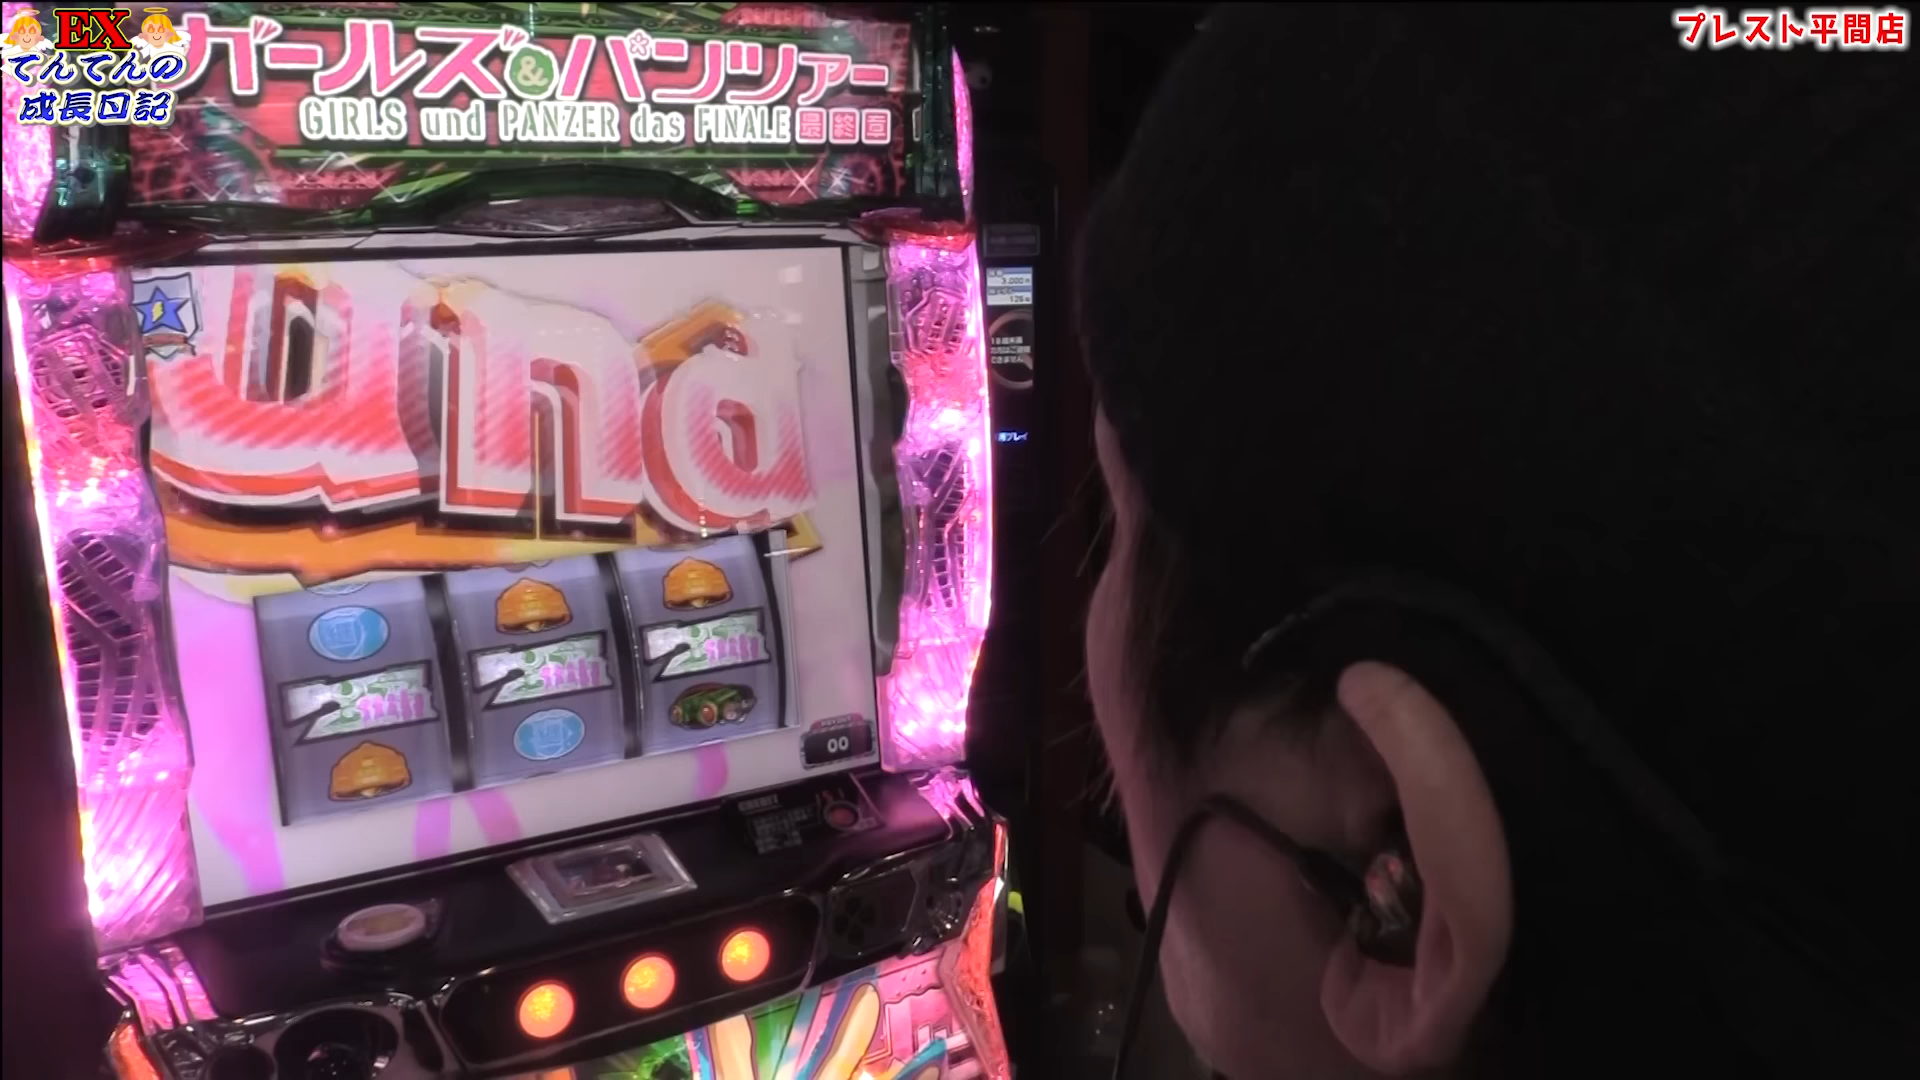 EX
てんてんの
成長日記
プレスト平間店
ガールズ&パンツァー
GIRLS und PANZER das FINALE 最終章
und
00
CREDIT